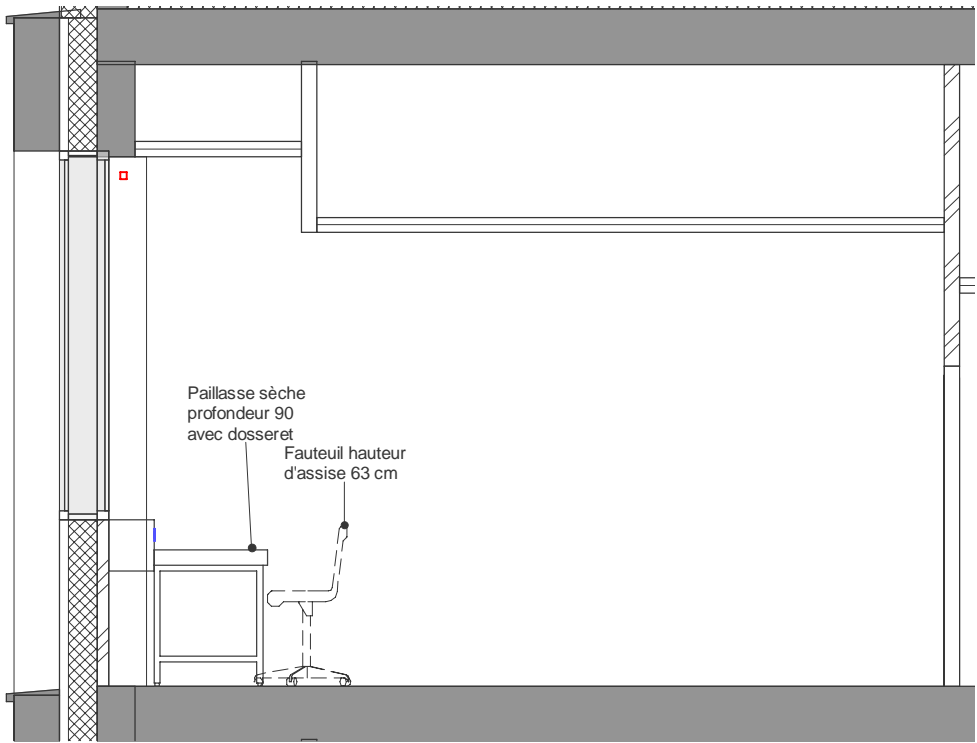 Paillasse sèche
profondeur 90
avec dosseret
Fauteuil hauteur
d'assise 63 cm